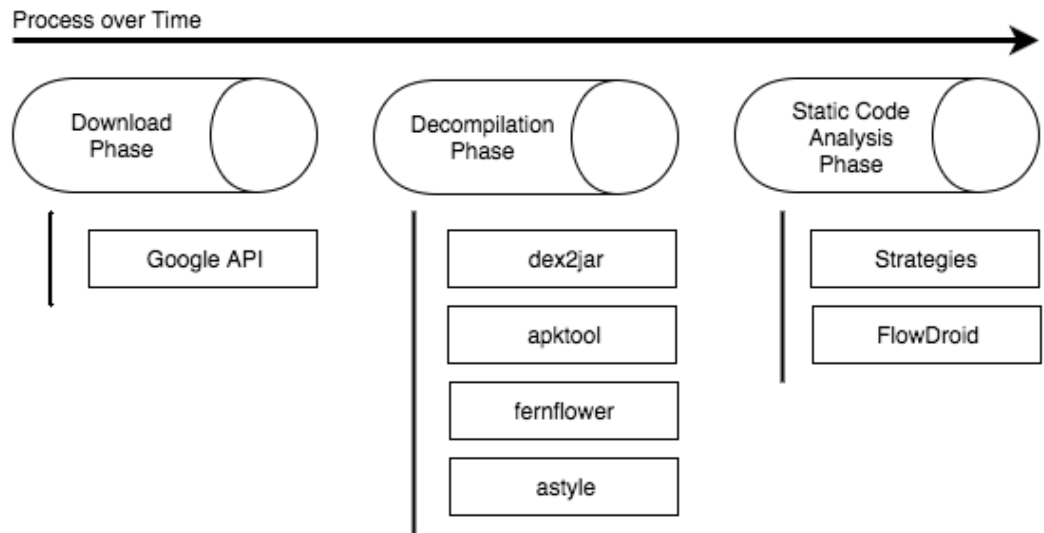 Process over Time
Download
Phase
Google API
Decompilation
Phase
dex2jar
apktool
fernflower
astyle
Static Code
Analysis
Phase
Strategies
FlowDroid